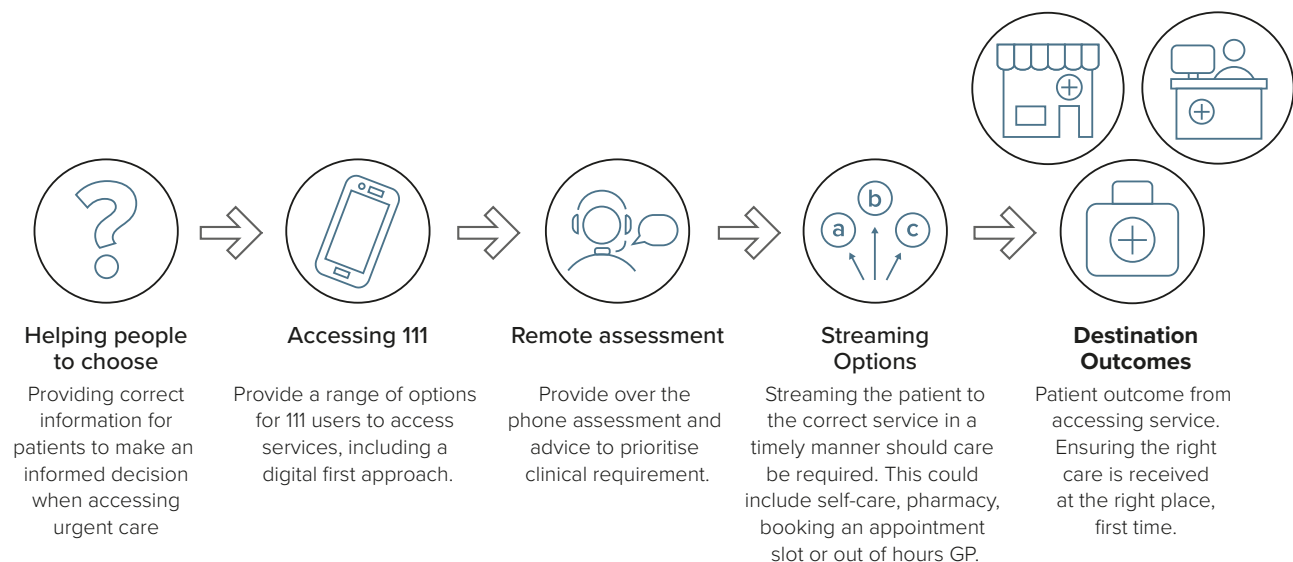 Helping people
to choose
Providing correct
information for
patients to make an
informed decision
when accessing
urgent care
Accessing 111
Provide a range of options
for 111 users to access
services, including a
digital first approach.
Remote assessment
Provide over the
phone assessment and
advice to prioritise
clinical requirement.
a
b
c
Streaming
Options
Streaming the patient to
the correct service in a
timely manner should care
be required. This could
include self-care, pharmacy,
booking an appointment
slot or out of hours GP.
Destination
Outcomes
Patient outcome from
accessing service.
Ensuring the right
care is received
at the right place,
first time.